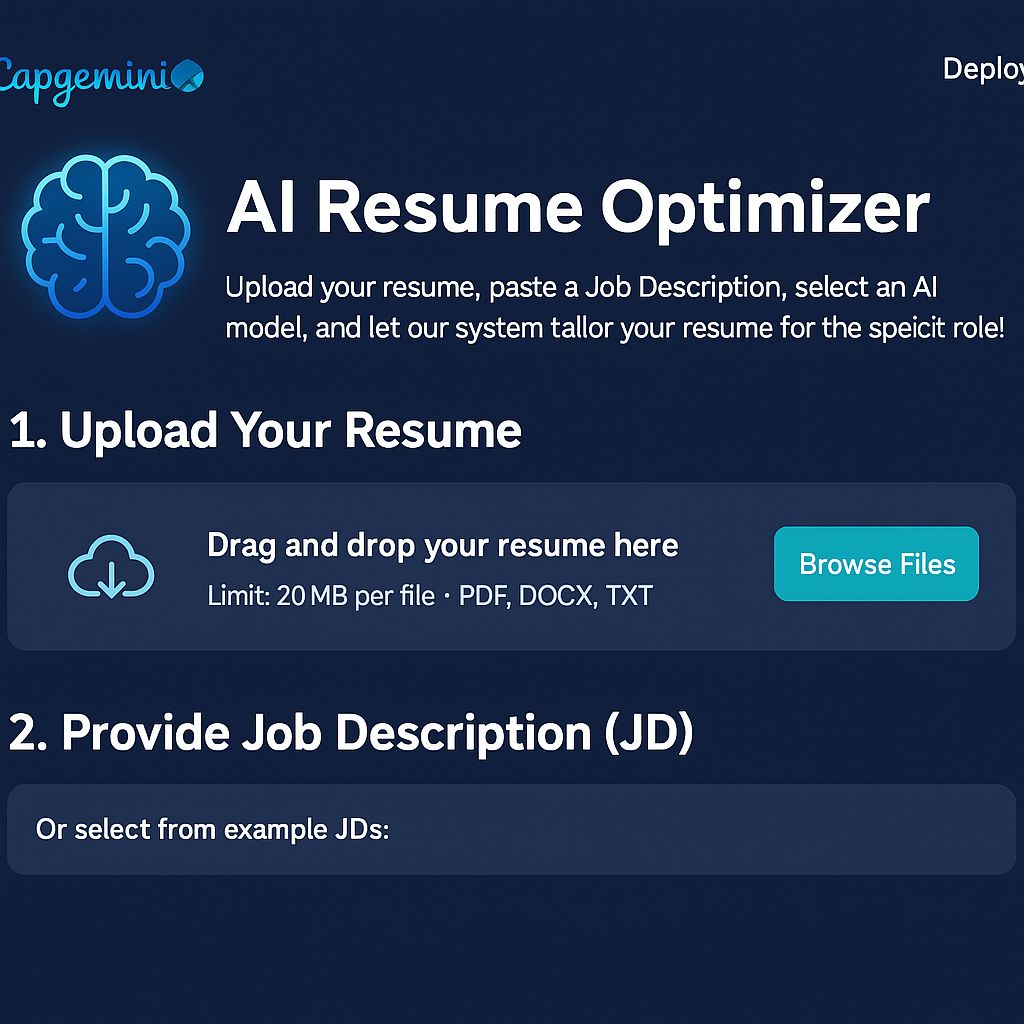 Capgemini
Deploy
AI Resume Optimizer
Upload your resume, paste a Job Description, select an AI
model, and let our system tallor your resume for the speicit role!
1. Upload Your Resume
Drag and drop your resume here
Limit: 20 MB per file · PDF, DOCX, TXT
Browse Files
2. Provide Job Description (JD)
Or select from example JDs: